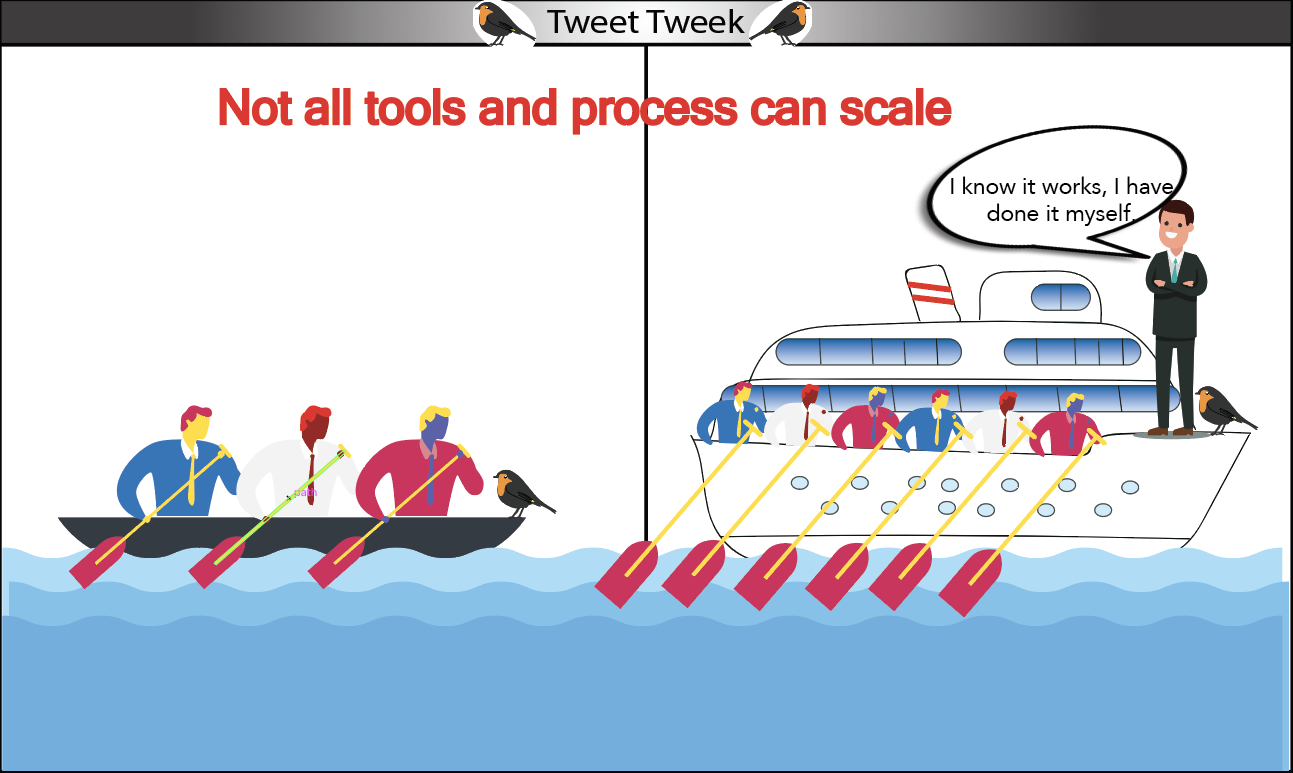 Tweet Tweek
Not all tools and process can scale
I know it works, I have
done it myself.
path